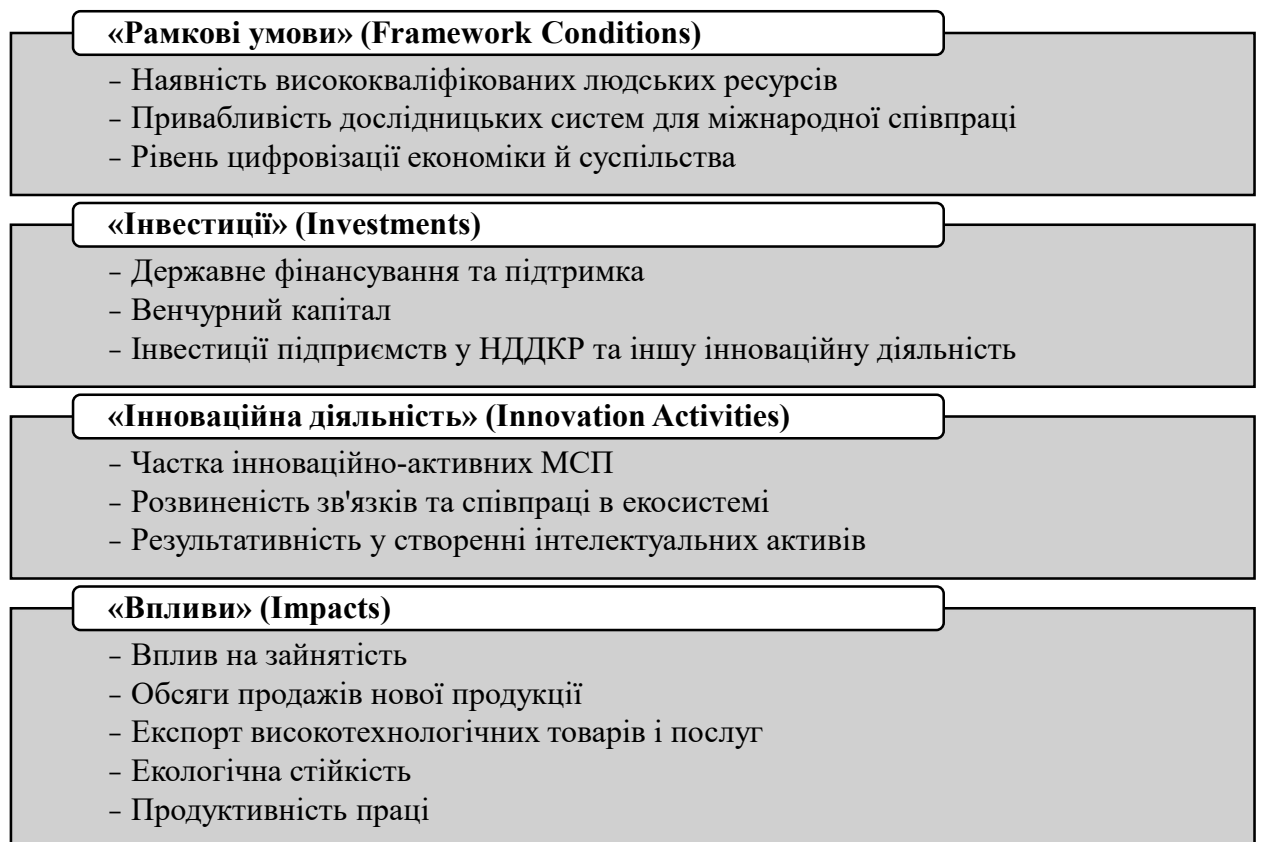 «Рамкові умови» (Framework Conditions)
- Наявність висококваліфікованих людських ресурсів
- Привабливість дослідницьких систем для міжнародної співпраці
- Рівень цифровізації економіки й суспільства
«Інвестиції» (Investments)
- Державне фінансування та підтримка
- Венчурний капітал
- Інвестиції підприємств у НДДКР та іншу інноваційну діяльність
«Інноваційна діяльність» (Innovation Activities)
- Частка інноваційно-активних МСП
- Розвиненість зв'язків та співпраці в екосистемі
- Результативність у створенні інтелектуальних активів
«Впливи» (Impacts)
- Вплив на зайнятість
- Обсяги продажів нової продукції
- Експорт високотехнологічних товарів і послуг
- Екологічна стійкість
- Продуктивність праці